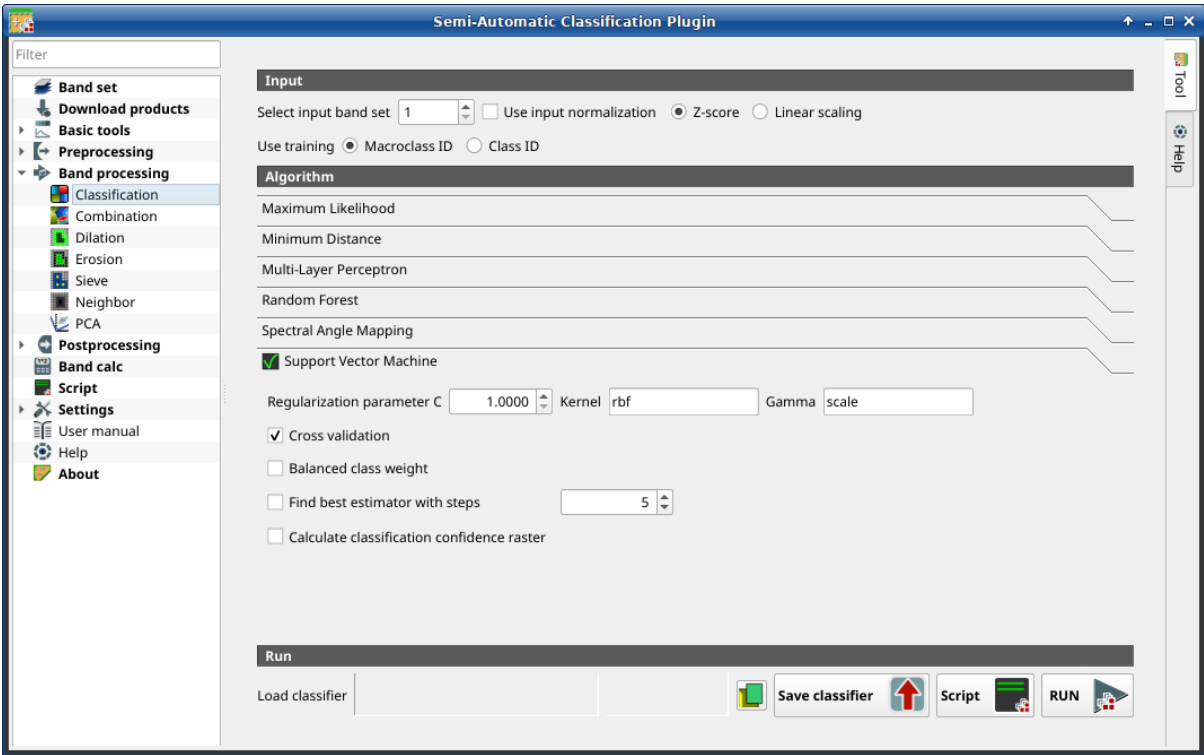 Semi-Automatic Classification Plugin
Filter
Band set
Download products
Basic tools
Preprocessing
Band processing
Classification
Combination
Dilation
Erosion
Sieve
Neighbor
PCA
Postprocessing
Band calc
Script
Settings
User manual
Help
About
Input
Select input band set 1 Use input normalization Z-score Linear scaling
Use training Macroclass ID Class ID
Algorithm
Maximum Likelihood
Minimum Distance
Multi-Layer Perceptron
Random Forest
Spectral Angle Mapping
Support Vector Machine
Regularization parameter C 1.0000 Kernel rbf Gamma scale
Cross validation
Balanced class weight
Find best estimator with steps 5
Calculate classification confidence raster
Run
Load classifier Save classifier Script RUN
Tool
Help